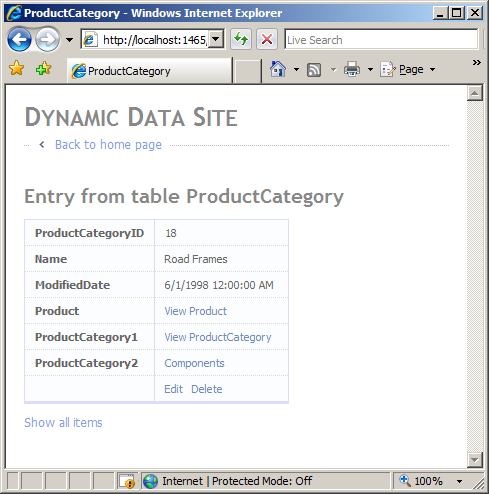 ProductCategory - Windows Internet Explorer
http://localhost:1465,
Live Search
ProductCategory
Page
DYNAMIC DATA SITE
Back to home page
Entry from table ProductCategory
ProductCategoryID 18
Name Road Frames
ModifiedDate 6/1/1998 12:00:00 AM
Product View Product
ProductCategory1 View ProductCategory
ProductCategory2 Components
Edit Delete
Show all items
Internet | Protected Mode: Off 100%